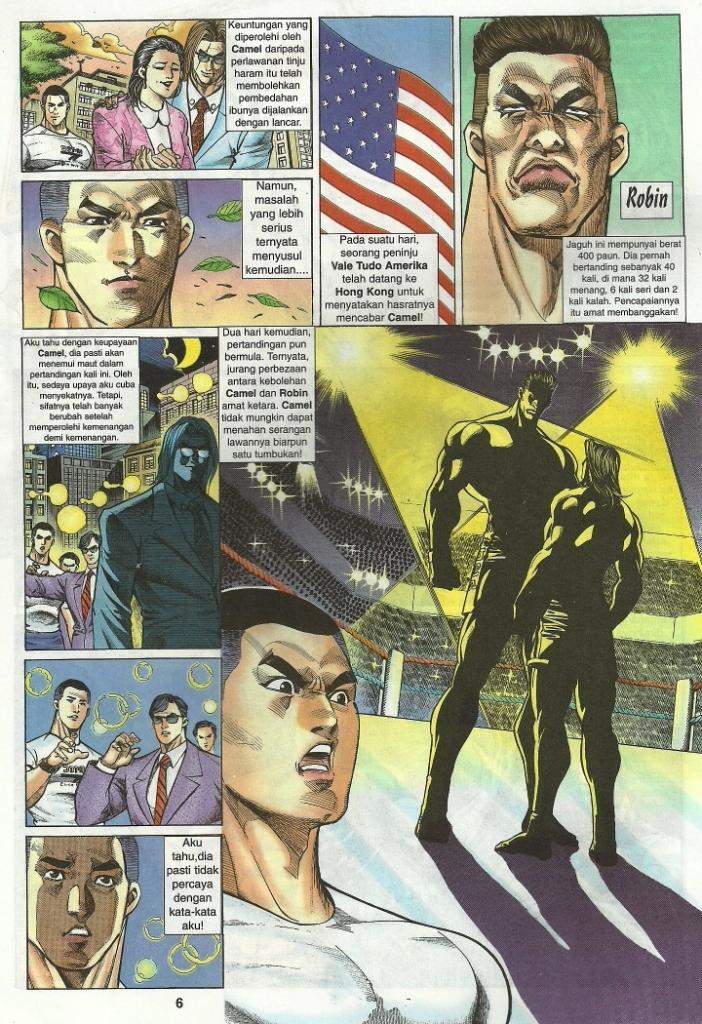 Keuntungan yang
diperolehi oleh
Camel daripada
perlawanan tinju
haram itu telah
membolehkan
pembedahan
ibunya dijalankan
dengan lancar.
Namun,
masalah
yang lebih
serius
ternyata
menyusul
kemudian....
Pada suatu hari,
seorang peninju
Vale Tudo Amerika
telah datang ke
Hong Kong untuk
menyatakan hasratnya
mencabar Camel!
Robin
Jaguh ini mempunyai berat
400 paun. Dia pernah
bertanding sebanyak 40
kali, di mana 32 kali
menang, 6 kali seri dan 2
kali kalah. Pencapaiannya
itu amat membanggakan!
Aku tahu dengan keupayaan
Camel, dia pasti akan
menemui maut dalam
pertandingan kali ini. Oleh
itu, sedaya upaya aku cuba
menyekatnya. Tetapi,
sifatnya telah banyak
berubah setelah
memperolehi kemenangan
demi kemenangan.
Dua hari kemudian,
pertandingan pun
bermula. Ternyata,
jurang perbezaan
antara kebolehan
Camel dan Robin
amat ketara. Camel
tidak mungkin dapat
menahan serangan
lawannya biarpun
satu tumbukan!
Aku
tahu,dia
pasti tidak
percaya
dengan
kata-kata
aku!
6